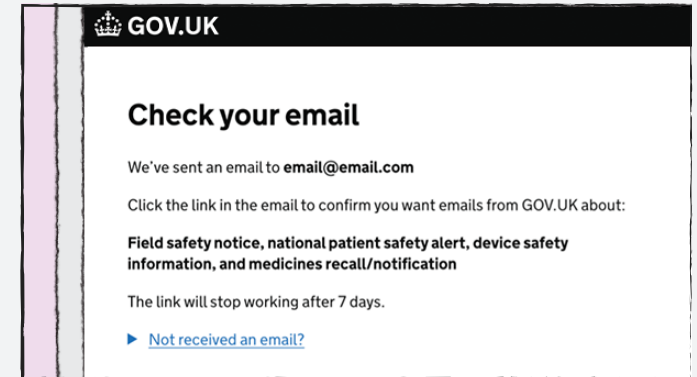 GOV.UK
Check your email
We've sent an email to email@email.com
Click the link in the email to confirm you want emails from GOV.UK about:
Field safety notice, national patient safety alert, device safety
information, and medicines recall/notification
The link will stop working after 7 days.
Not received an email?